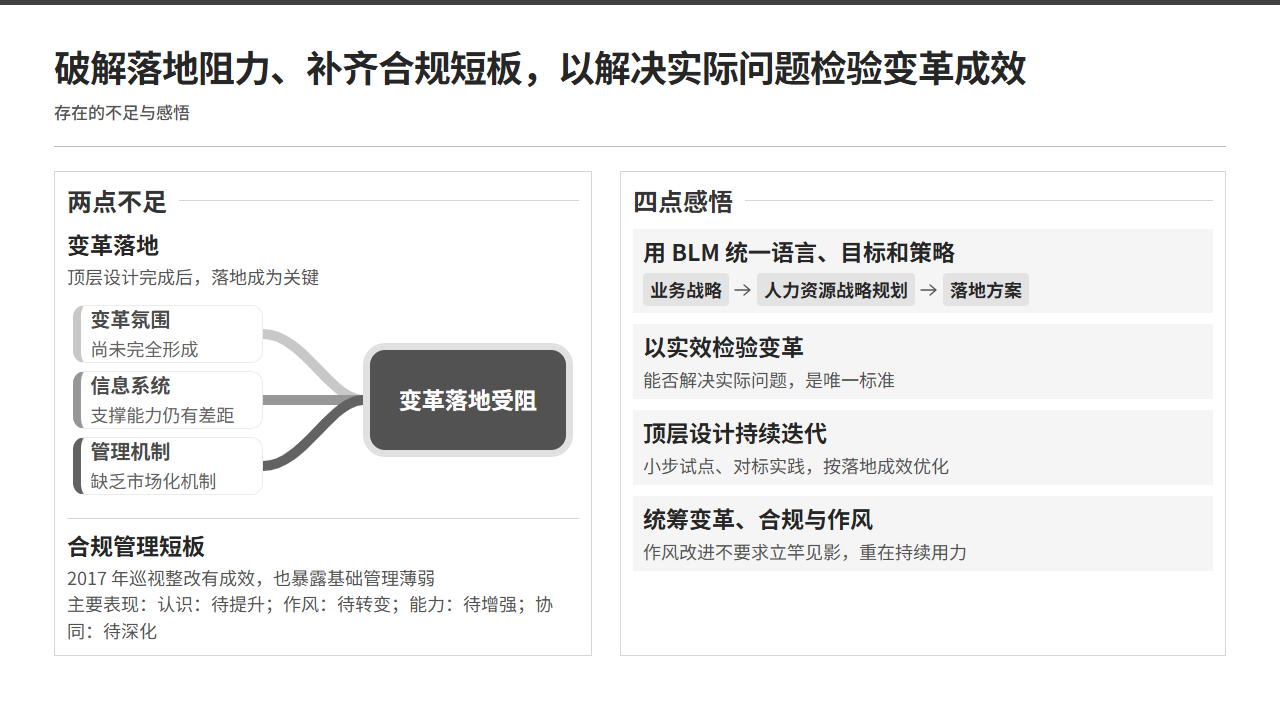 破解落地阻力、补齐合规短板，以解决实际问题检验变革成效
存在的不足与感悟
两点不足
变革落地
顶层设计完成后，落地成为关键
变革氛围
尚未完全形成
信息系统
支撑能力仍有差距
管理机制
缺乏市场化机制
变革落地受阻
合规管理短板
2017 年巡视整改有成效，也暴露基础管理薄弱
主要表现：认识：待提升；作风：待转变；能力：待增强；协
同：待深化
四点感悟
用 BLM 统一语言、目标和策略
业务战略 → 人力资源战略规划 → 落地方案
以实效检验变革
能否解决实际问题，是唯一标准
顶层设计持续迭代
小步试点、对标实践，按落地成效优化
统筹变革、合规与作风
作风改进不要求立竿见影，重在持续用力